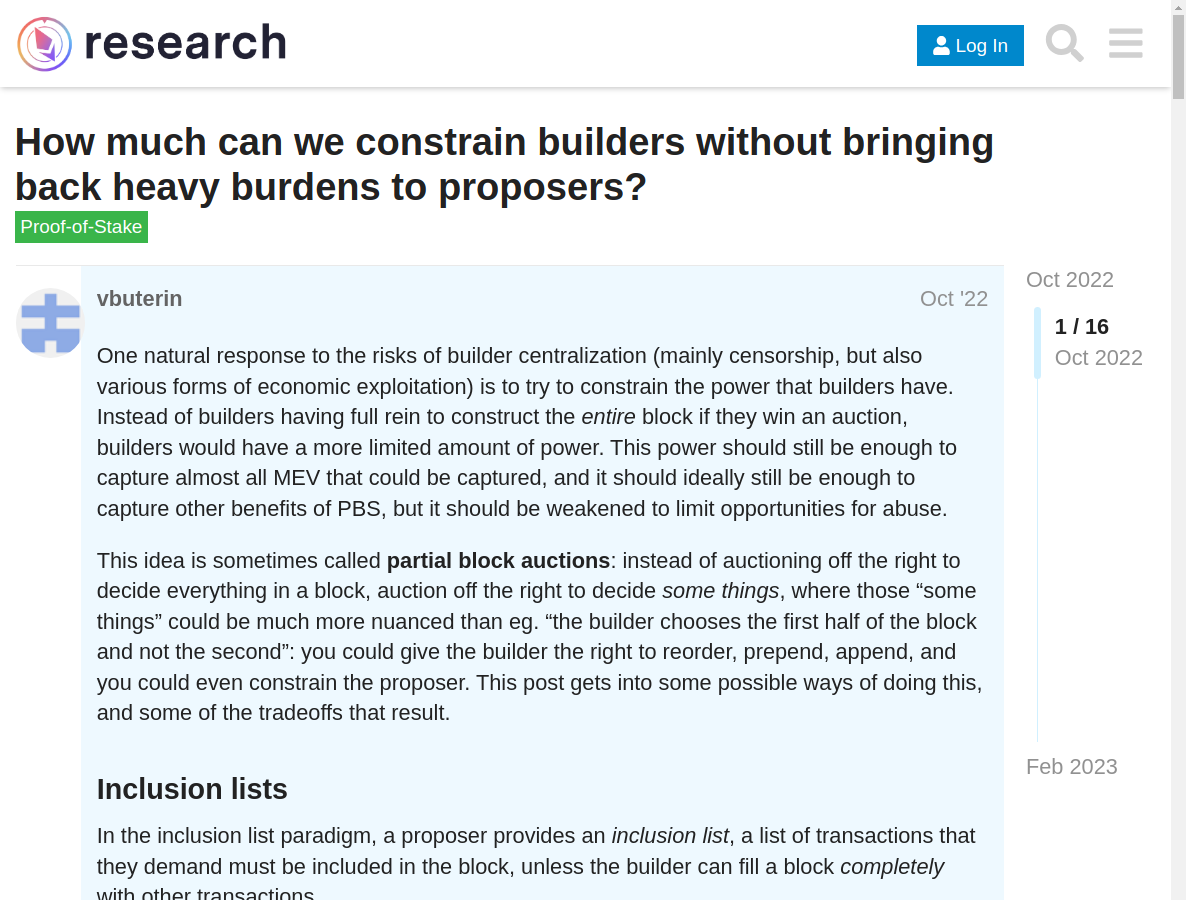 research
Log In
How much can we constrain builders without bringing
back heavy burdens to proposers?
Proof-of-Stake
vbuterin
Oct '22
One natural response to the risks of builder centralization (mainly censorship, but also
various forms of economic exploitation) is to try to constrain the power that builders have.
Instead of builders having full rein to construct the entire block if they win an auction,
builders would have a more limited amount of power. This power should still be enough to
capture almost all MEV that could be captured, and it should ideally still be enough to
capture other benefits of PBS, but it should be weakened to limit opportunities for abuse.
This idea is sometimes called partial block auctions: instead of auctioning off the right to
decide everything in a block, auction off the right to decide some things, where those “some
things” could be much more nuanced than eg. “the builder chooses the first half of the block
and not the second”: you could give the builder the right to reorder, prepend, append, and
you could even constrain the proposer. This post gets into some possible ways of doing this,
and some of the tradeoffs that result.
Inclusion lists
In the inclusion list paradigm, a proposer provides an inclusion list, a list of transactions that
they demand must be included in the block, unless the builder can fill a block completely
with other transactions.
Oct 2022
1 / 16
Oct 2022
Feb 2023